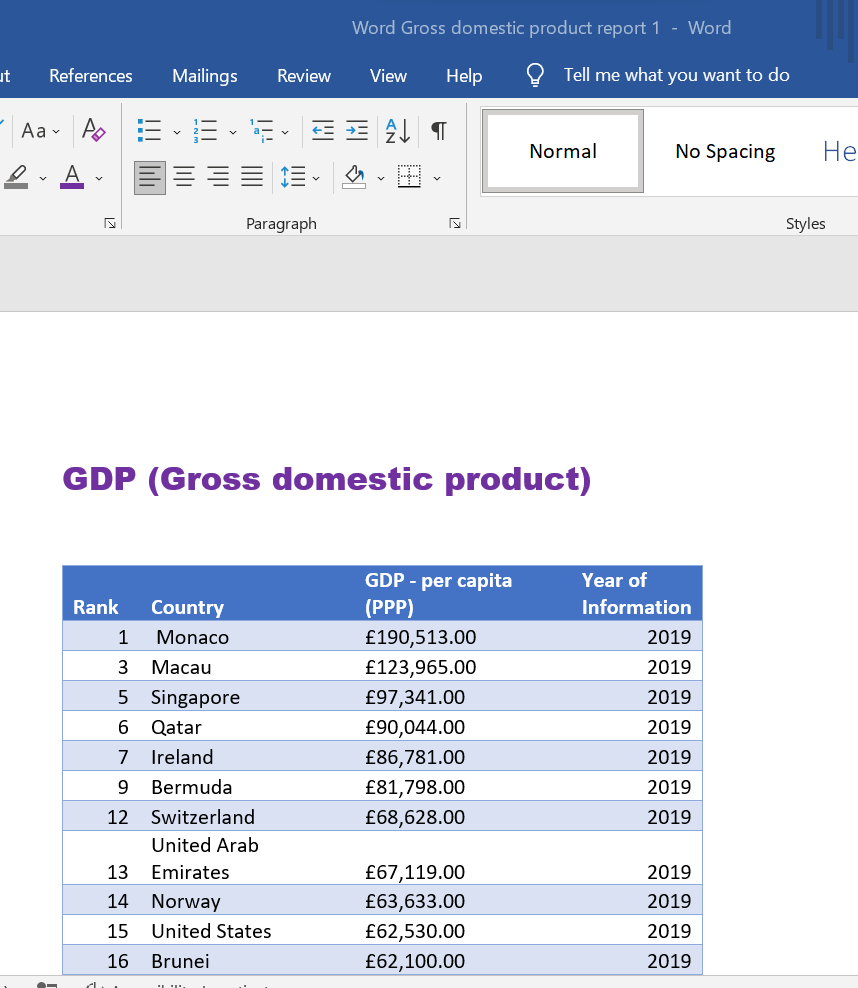 Word Gross domestic product report 1 - Word
References Mailings Review View Help Tell me what you want to do
Aa
Normal No Spacing
Paragraph Styles
GDP (Gross domestic product)
GDP - per capita Year of
Rank Country (PPP) Information
1 Monaco £190,513.00 2019
3 Macau £123,965.00 2019
5 Singapore £97,341.00 2019
6 Qatar £90,044.00 2019
7 Ireland £86,781.00 2019
9 Bermuda £81,798.00 2019
12 Switzerland £68,628.00 2019
United Arab
13 Emirates £67,119.00 2019
14 Norway £63,633.00 2019
15 United States £62,530.00 2019
16 Brunei £62,100.00 2019